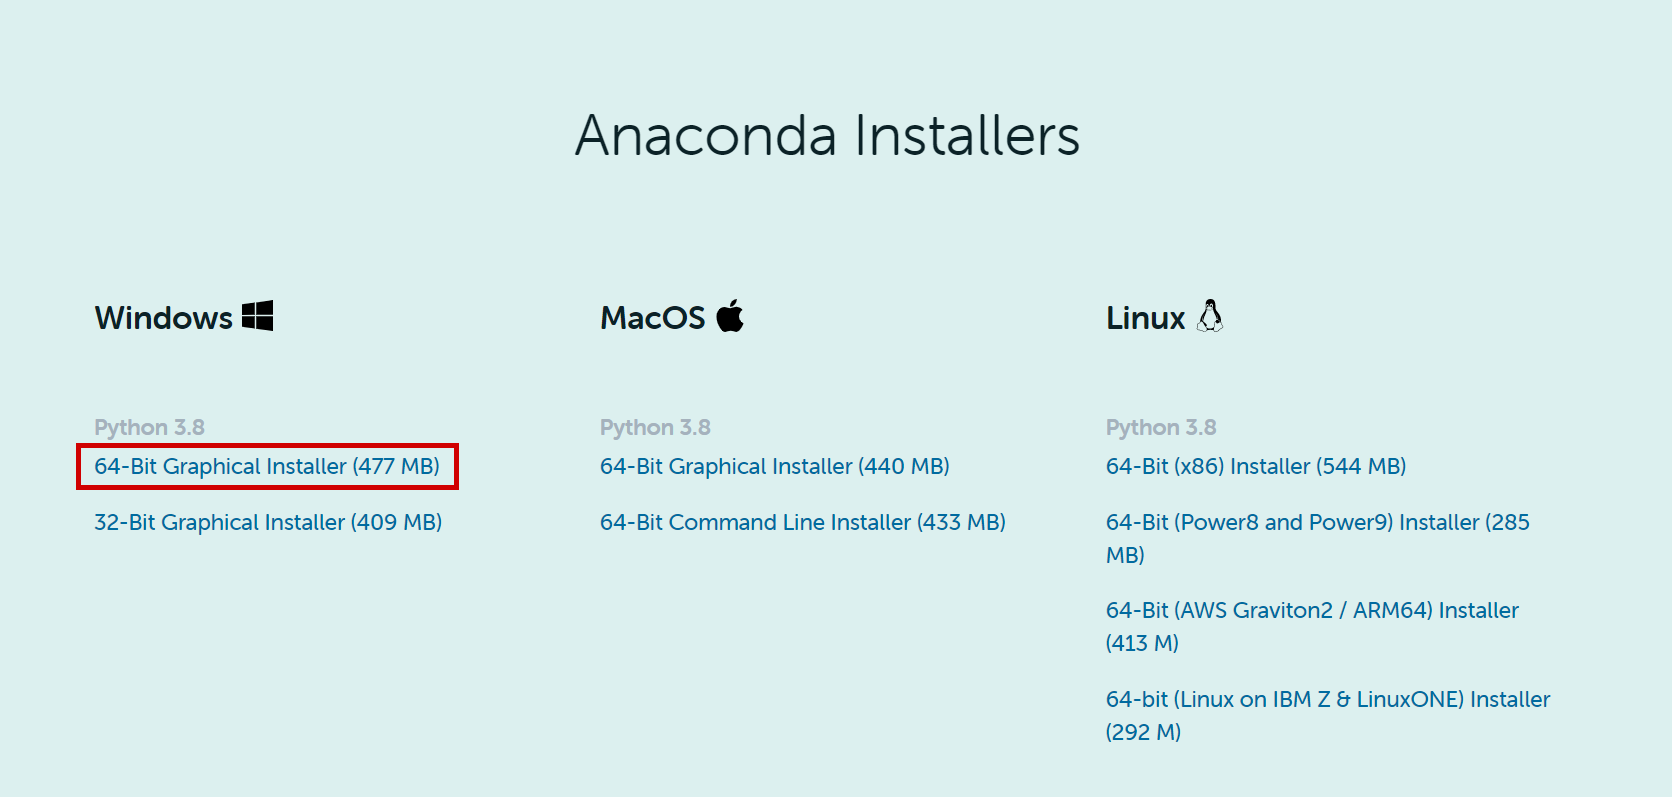 Anaconda Installers
Windows
Python 3.8
64-Bit Graphical Installer (477 MB)
32-Bit Graphical Installer (409 MB)
MacOS
Python 3.8
64-Bit Graphical Installer (440 MB)
64-Bit Command Line Installer (433 MB)
Linux
Python 3.8
64-Bit (x86) Installer (544 MB)
64-Bit (Power8 and Power9) Installer (285
MB)
64-Bit (AWS Graviton2 / ARM64) Installer
(413 M)
64-bit (Linux on IBM Z & LinuxONE) Installer
(292 M)